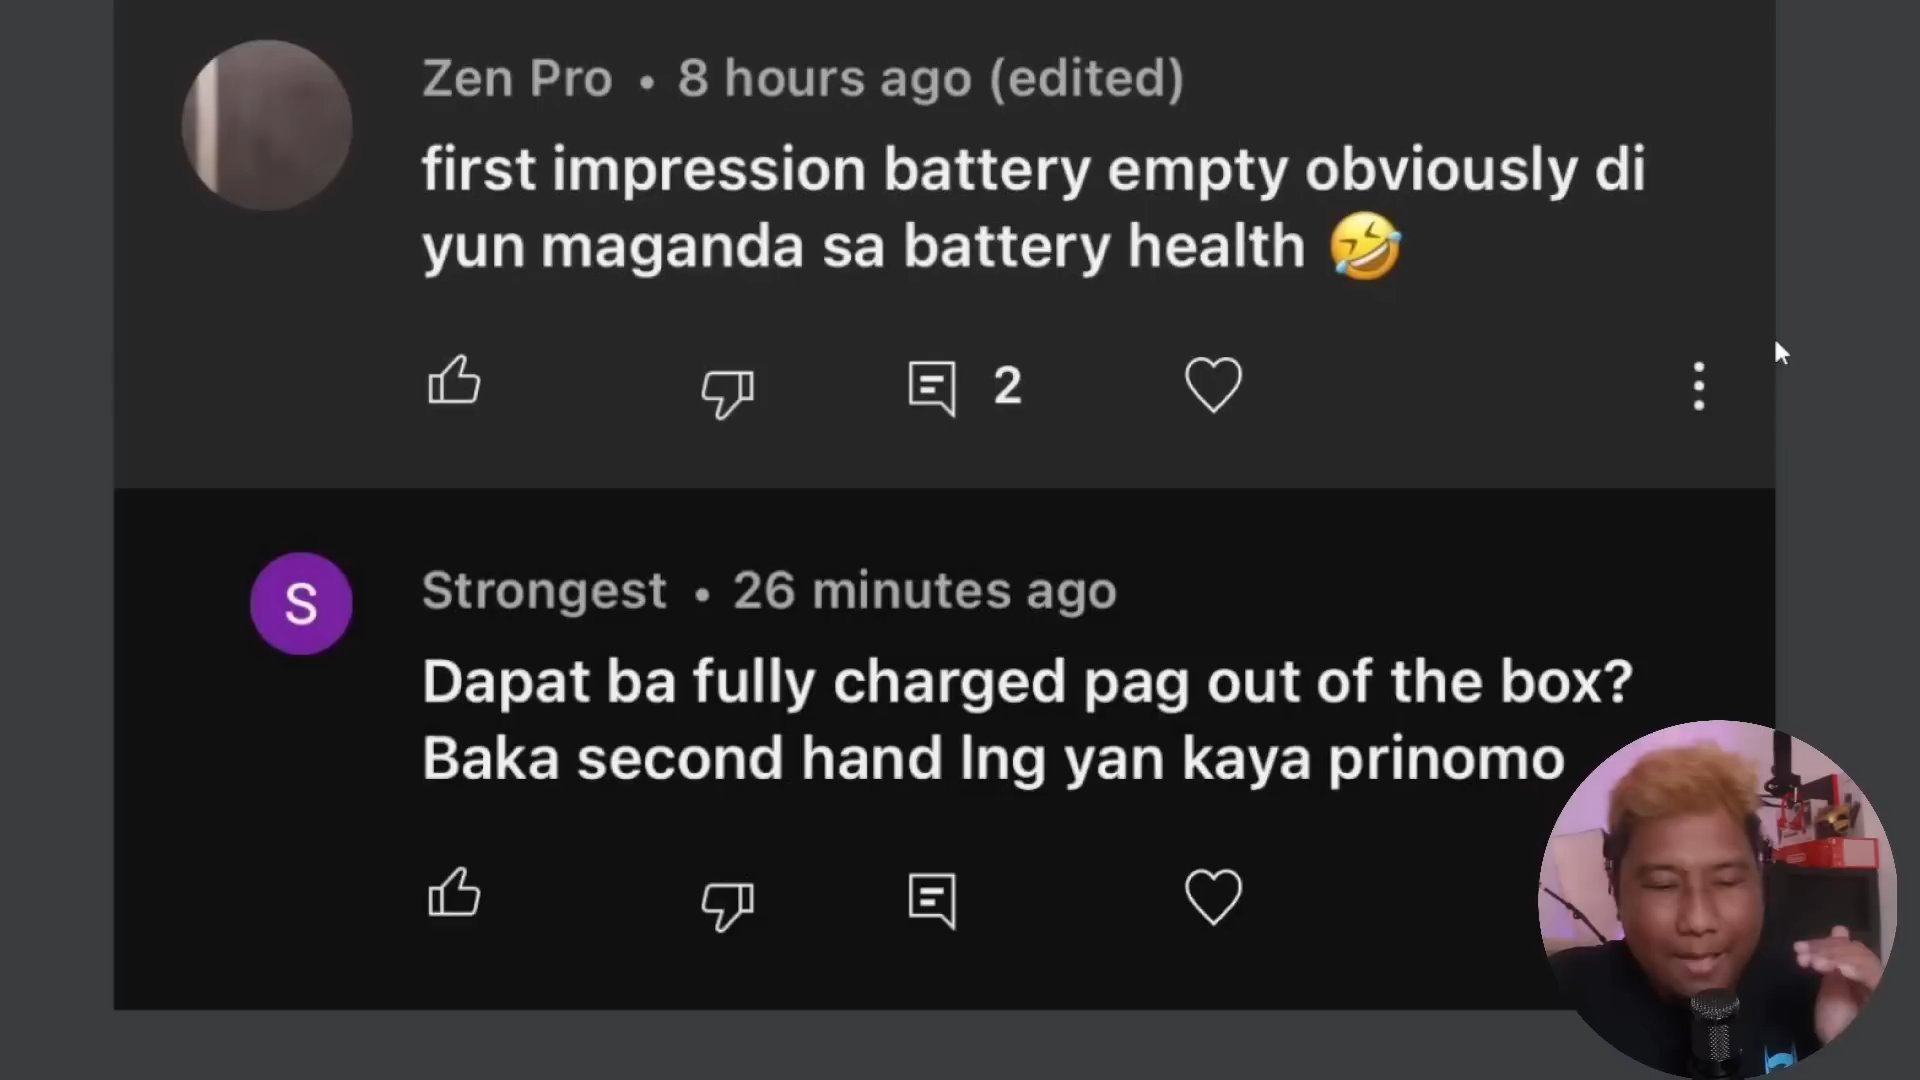 Zen Pro • 8 hours ago (edited)
first impression battery empty obviously di
yun maganda sa battery health 🤣
2
S
Strongest • 26 minutes ago
Dapat ba fully charged pag out of the box?
Baka second hand lng yan kaya prinomo